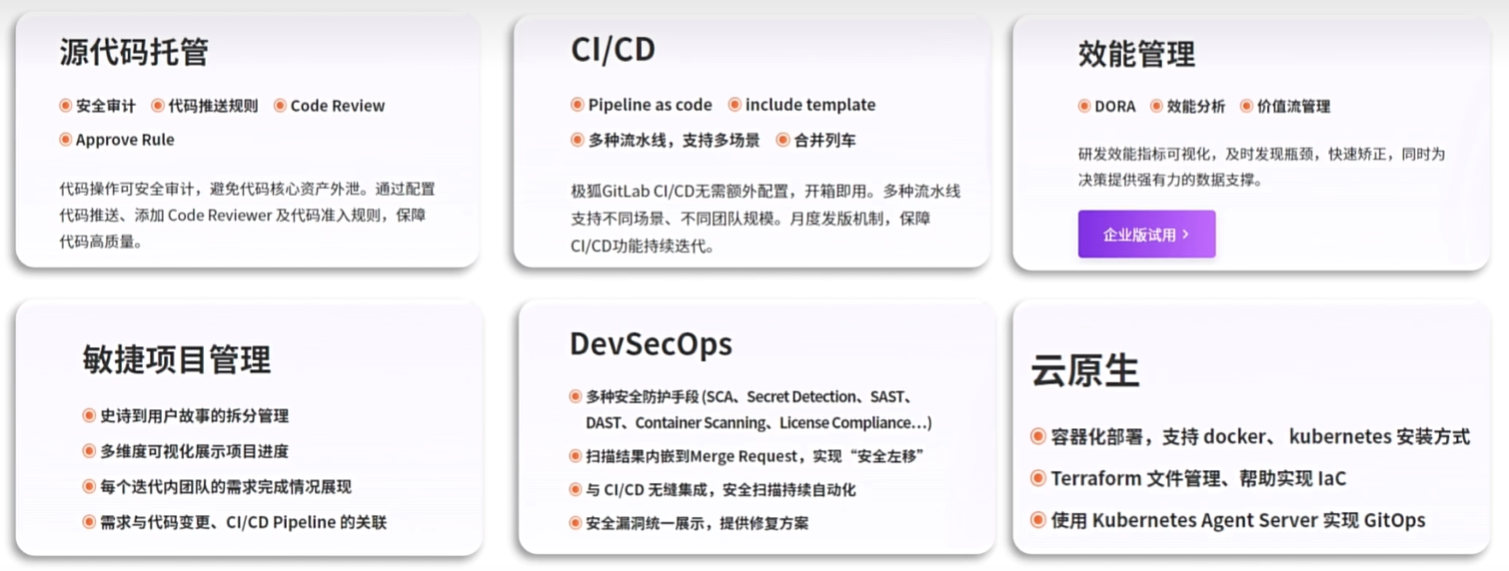 源代码托管
安全审计 代码推送规则 Code Review
Approve Rule
代码操作可安全审计，避免代码核心资产外泄。通过配置
代码推送、添加 Code Reviewer 及代码准入规则，保障
代码高质量。
CI/CD
Pipeline as code include template
多种流水线，支持多场景 合并列车
极狐GitLab CI/CD无需额外配置，开箱即用。多种流水线
支持不同场景、不同团队规模。月度发版机制，保障
CI/CD功能持续迭代。
效能管理
DORA 效能分析 价值流管理
研发效能指标可视化，及时发现瓶颈，快速矫正，同时为
决策提供强有力的数据支撑。
企业版试用 >
敏捷项目管理
史诗到用户故事的拆分管理
多维度可视化展示项目进度
每个迭代内团队的需求完成情况展现
需求与代码变更、CI/CD Pipeline 的关联
DevSecOps
多种安全防护手段 (SCA、Secret Detection、SAST、
DAST、Container Scanning、License Compliance...)
扫描结果内嵌到Merge Request，实现“安全左移”
与 CI/CD 无缝集成，安全扫描持续自动化
安全漏洞统一展示，提供修复方案
云原生
容器化部署，支持 docker、 kubernetes 安装方式
Terraform 文件管理、帮助实现 IaC
使用 Kubernetes Agent Server 实现 GitOps